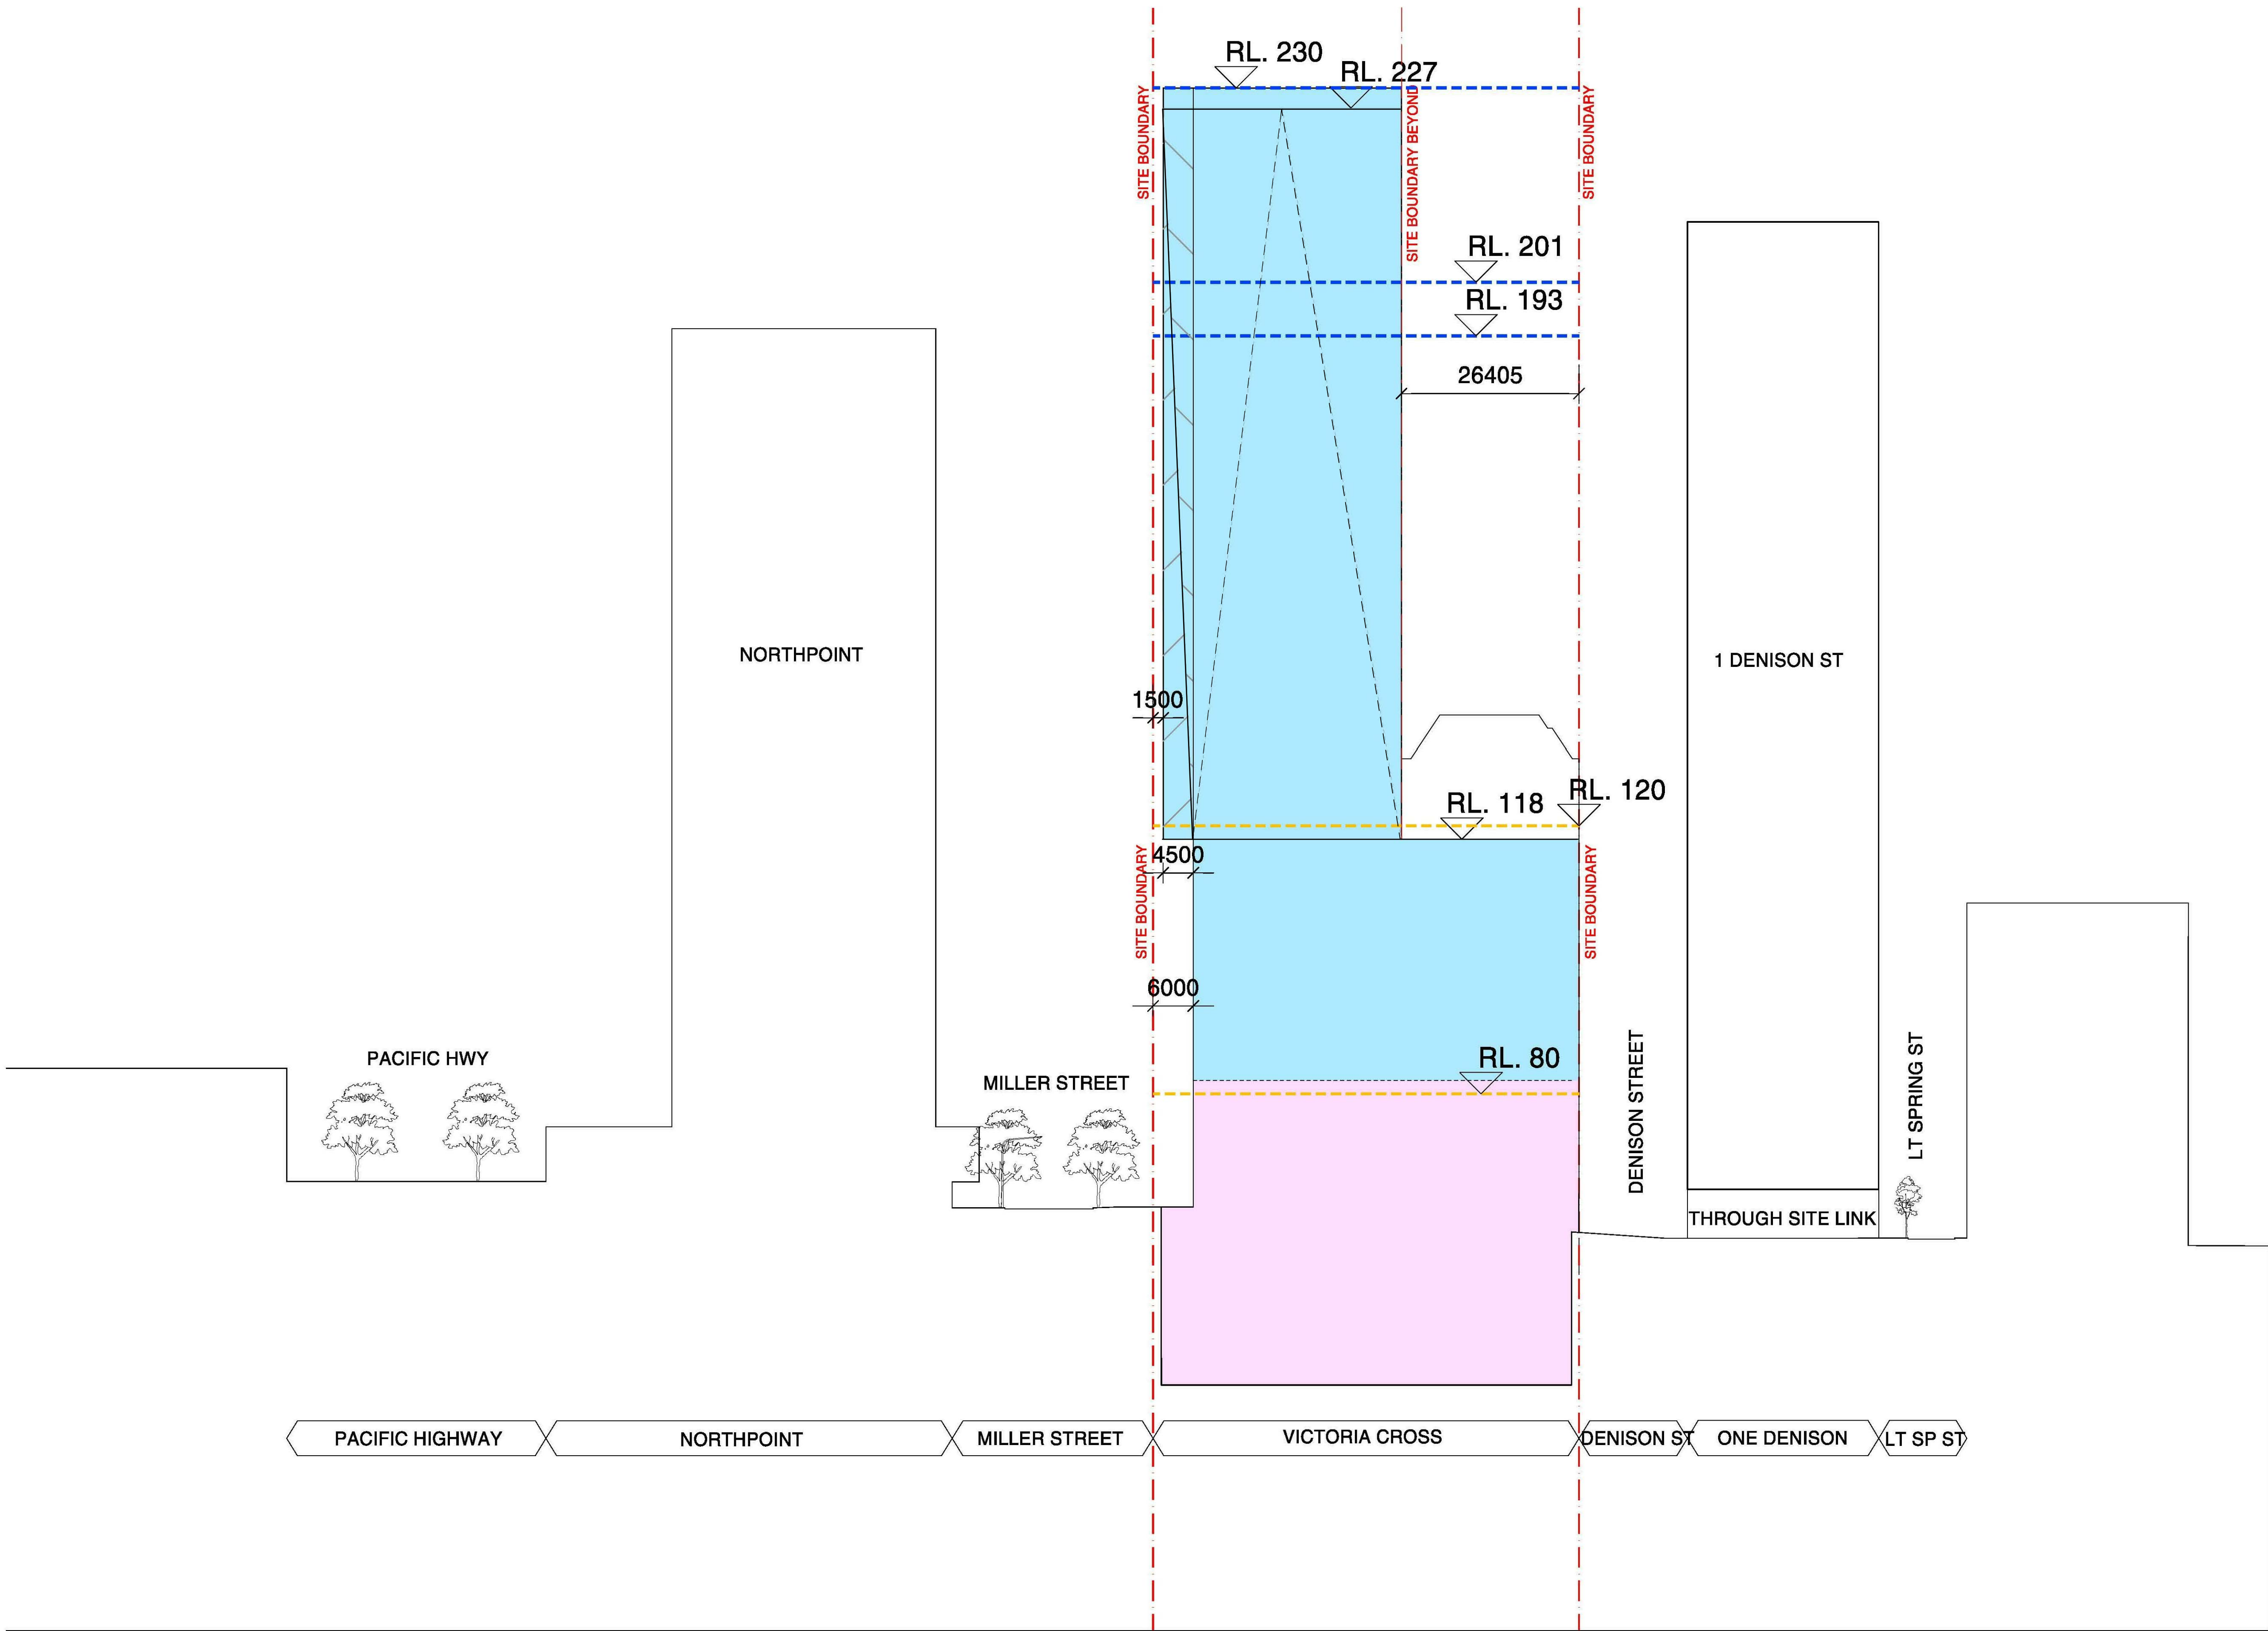 RL. 230
RL. 227
SITE BOUNDARY
SITE BOUNDARY BEYOND
SITE BOUNDARY
RL. 201
RL. 193
26405
NORTHPOINT
1 DENISON ST
1500
RL. 120
RL. 118
4500
SITE BOUNDARY
SITE BOUNDARY
6000
PACIFIC HWY
RL. 80
MILLER STREET
DENISON STREET
LT SPRING ST
THROUGH SITE LINK
PACIFIC HIGHWAY
NORTHPOINT
MILLER STREET
VICTORIA CROSS
DENISON ST
ONE DENISON
LT SP ST